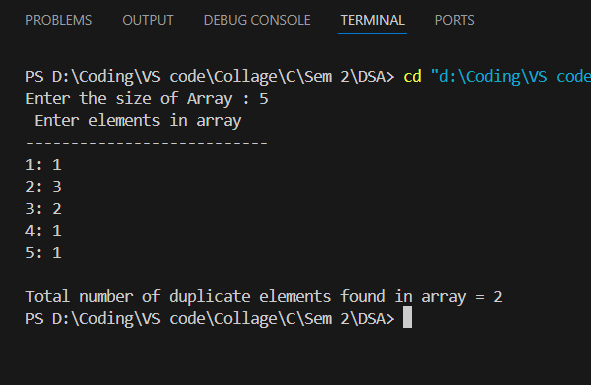 PROBLEMS OUTPUT DEBUG CONSOLE TERMINAL PORTS
PS D:\Coding\VS code\Collage\C\Sem 2\DSA> cd "d:\Coding\VS code
Enter the size of Array : 5
 Enter elements in array
---------------------------
1: 1
2: 3
3: 2
4: 1
5: 1
Total number of duplicate elements found in array = 2
PS D:\Coding\VS code\Collage\C\Sem 2\DSA>